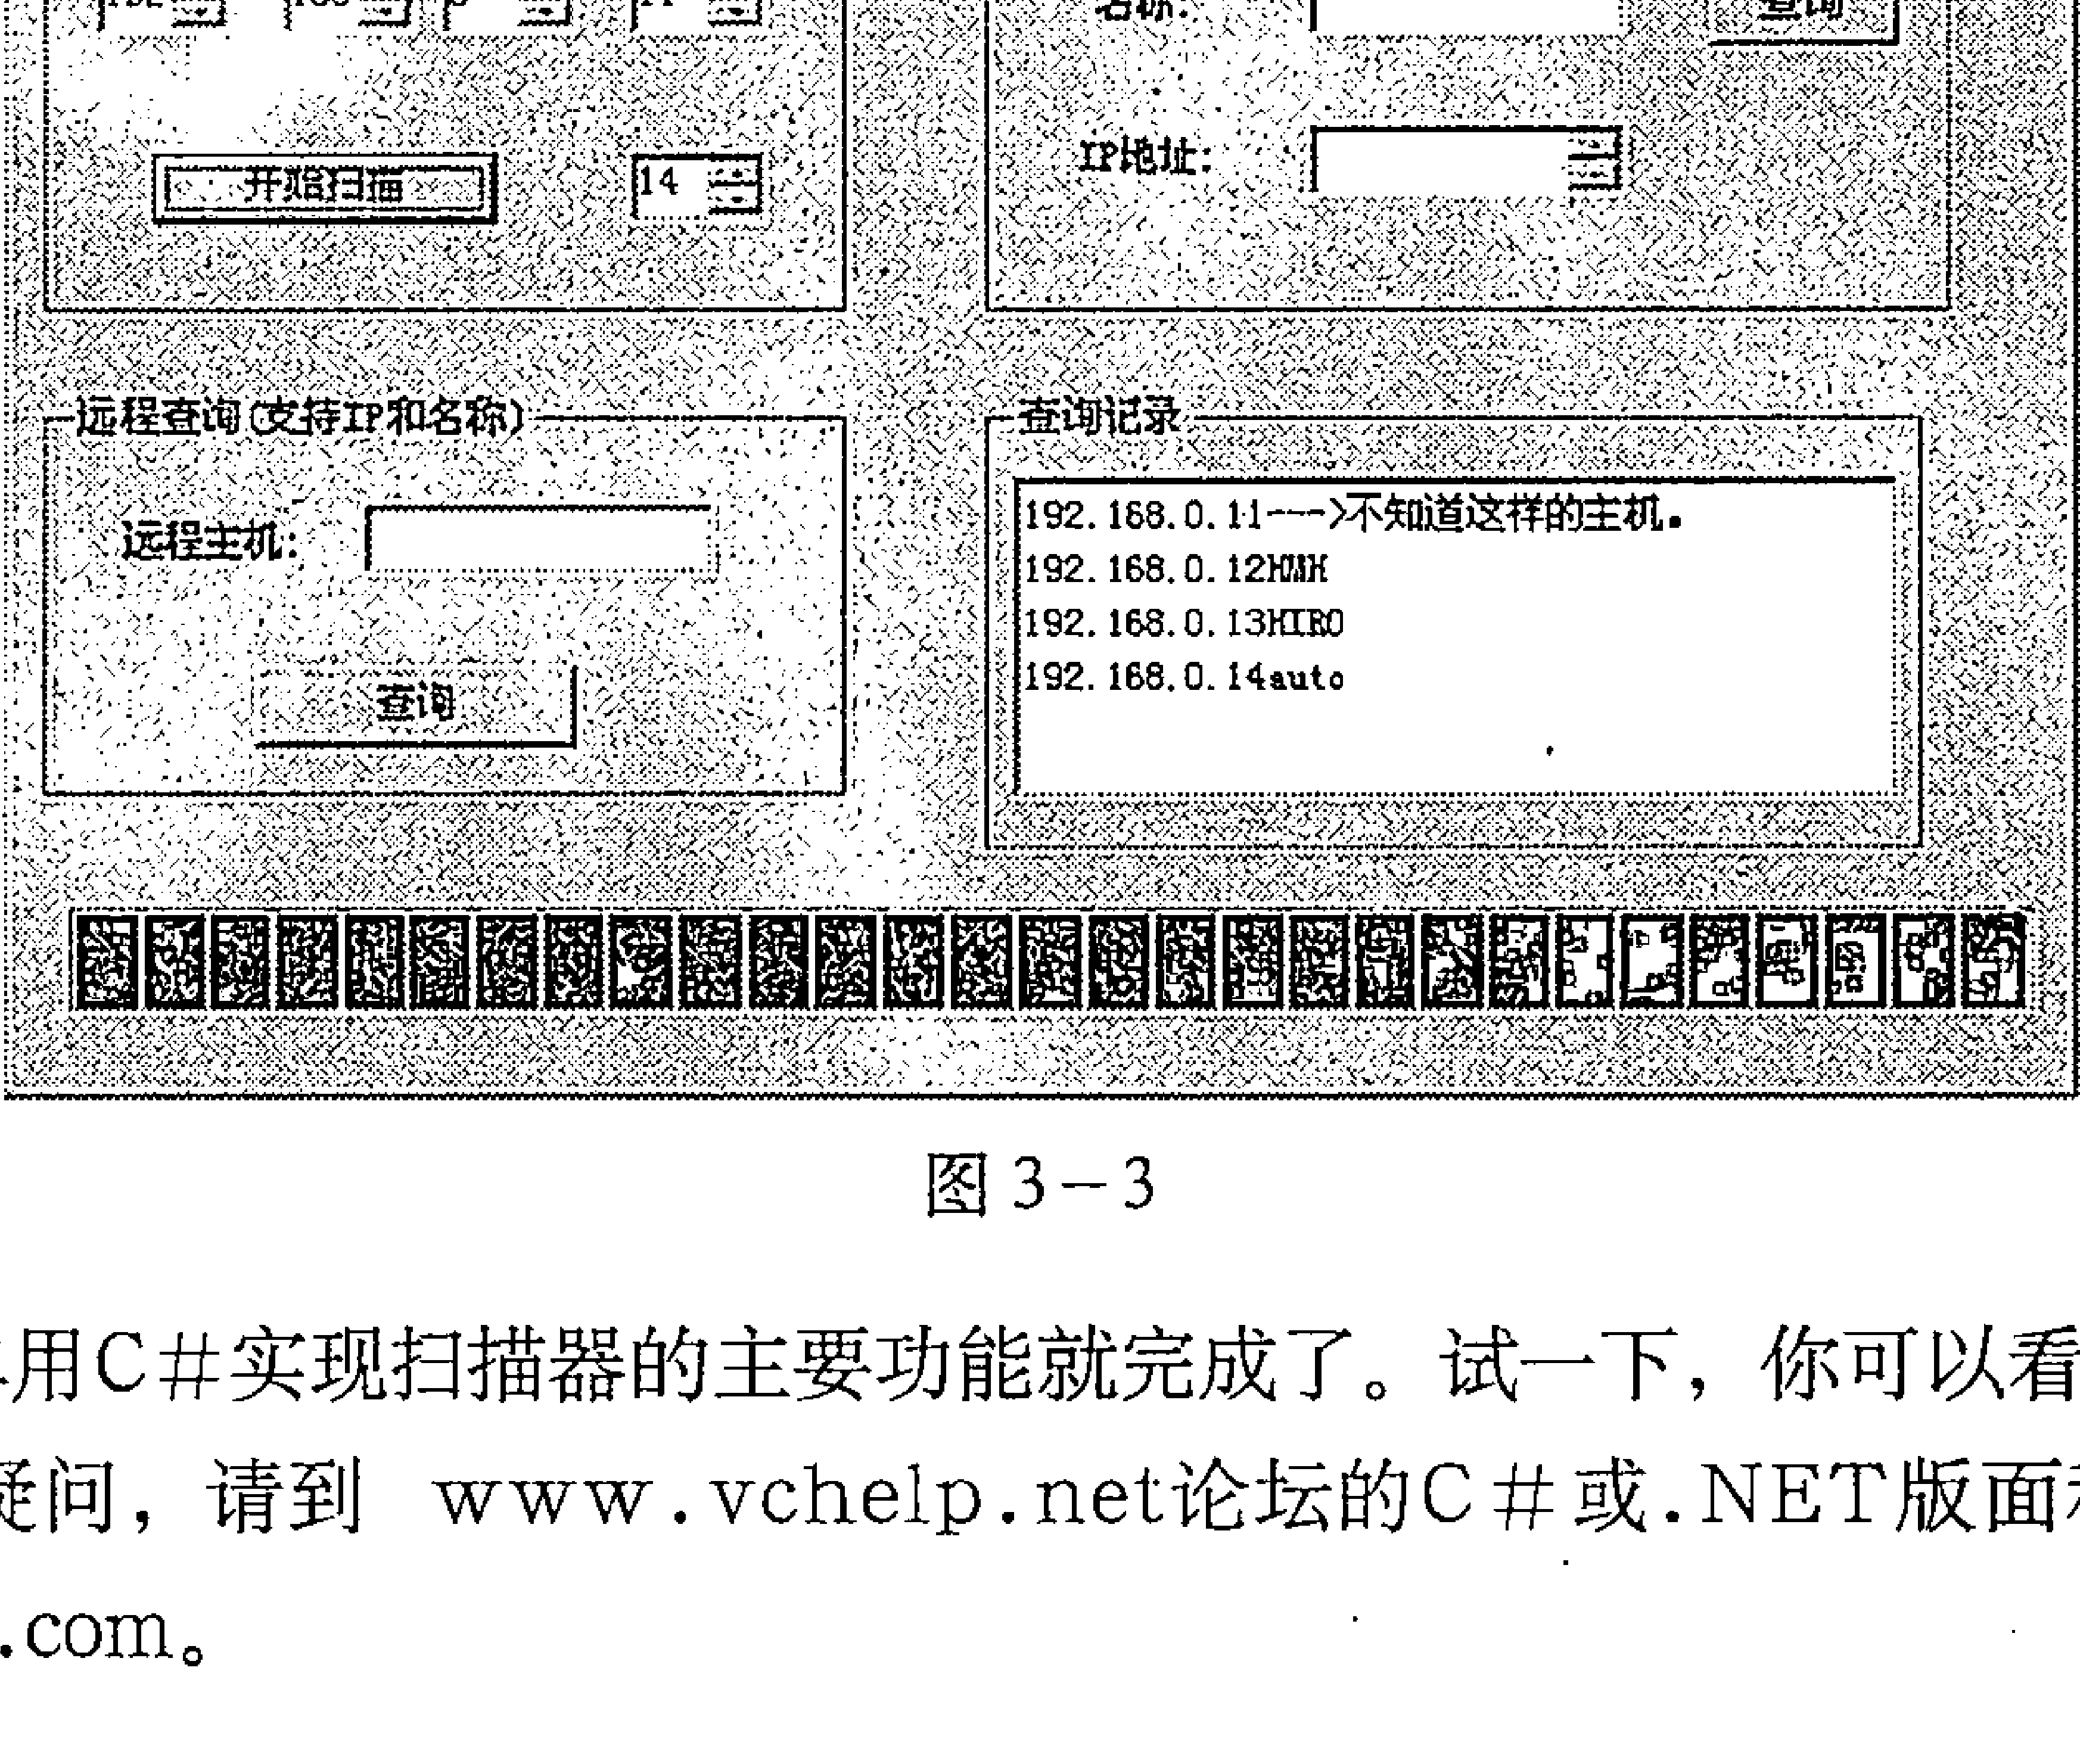 名称:
查询
IP地址:
开始扫描
14
远程查询(支持IP和名称)
远程主机:
查询
查询记录
192.168.0.11--->不知道这样的主机。
192.168.0.12HWH
192.168.0.13HIRO
192.168.0.14auto
图 3-3
用C#实现扫描器的主要功能就完成了。试一下，你可以看
疑问，请到 www.vchelp.net论坛的C#或.NET版面
.com。